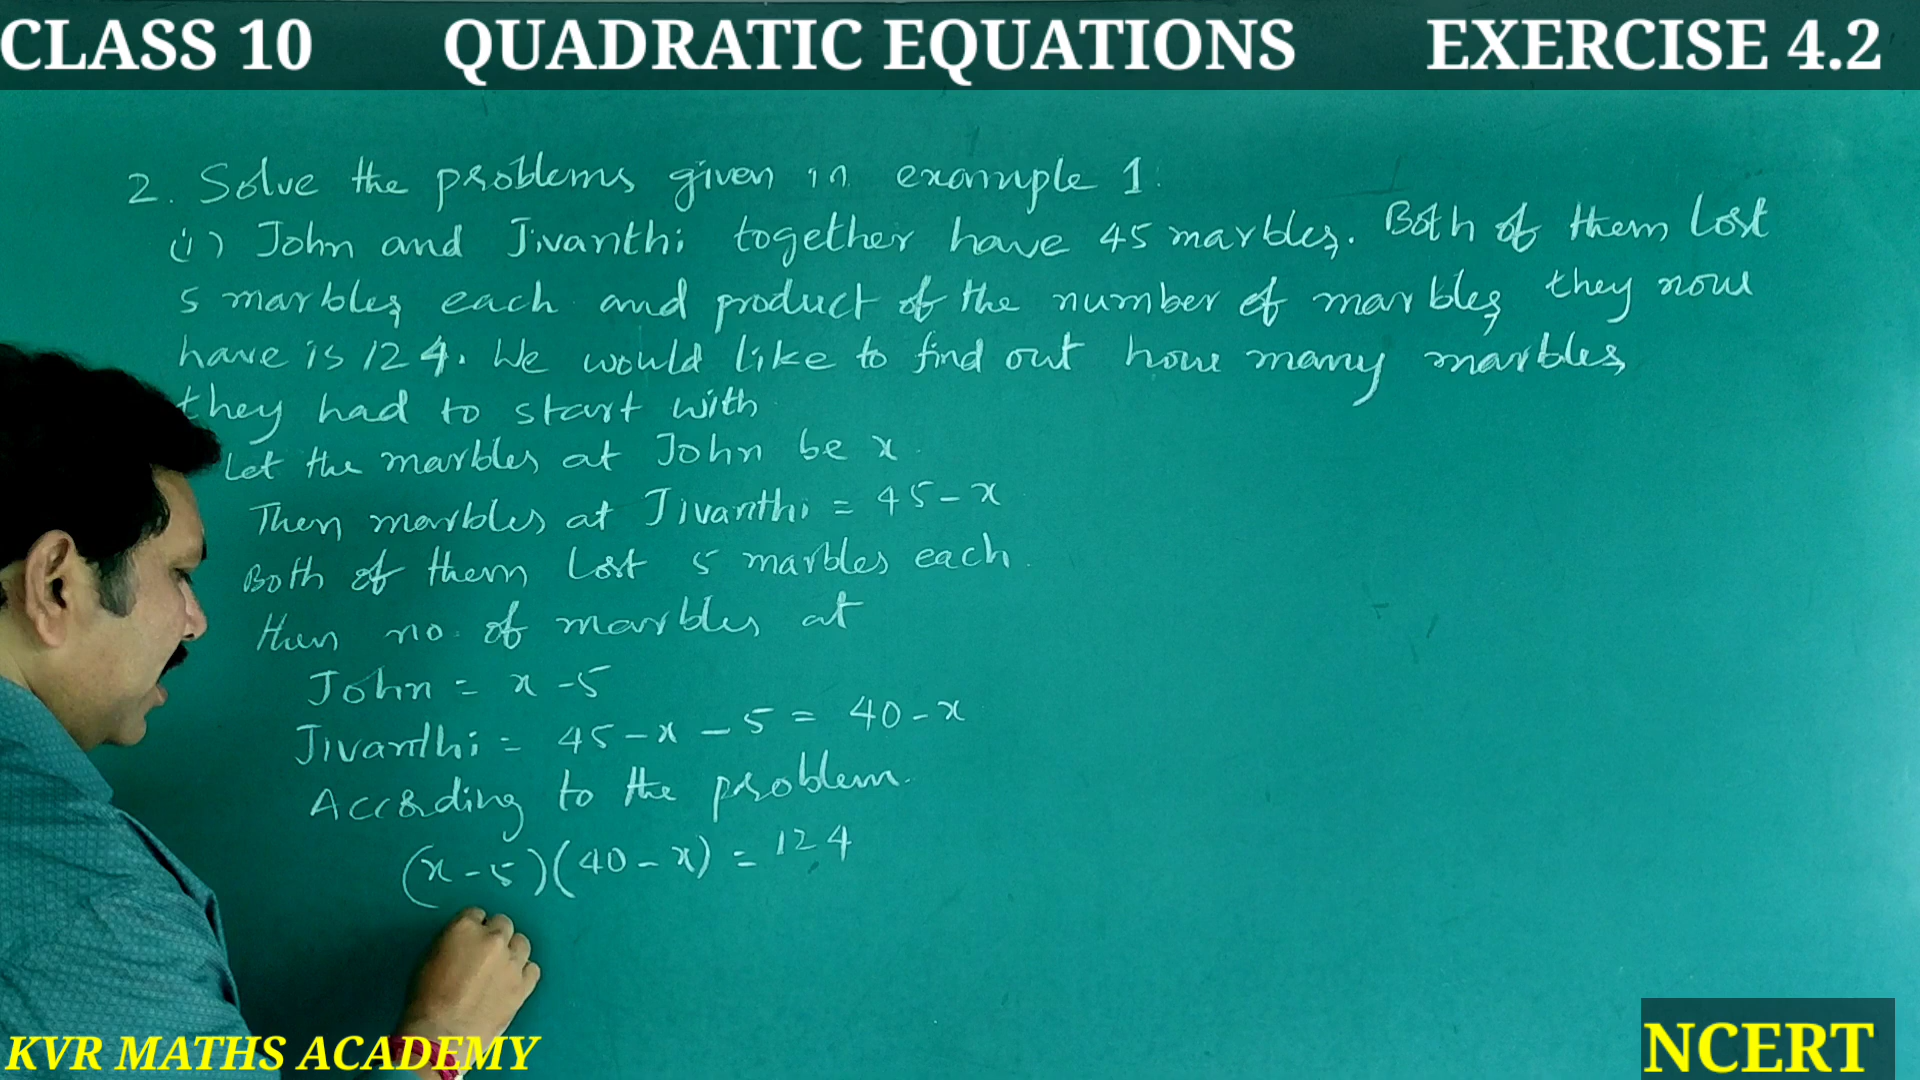 CLASS 10 QUADRATIC EQUATIONS EXERCISE 4.2
2. Solve the problems given in example 1.
(i) John and Jivanthi together have 45 marbles. Both of them lost
5 marbles each and product of the number of marbles they now
have is 124. We would like to find out how many marbles
they had to start with
Let the marbles at John be x.
Then marbles at Jivanthi = 45-x
Both of them lost 5 marbles each.
then no. of marbles at
John = x-5
Jivanthi = 45-x-5 = 40-x
According to the problem.
(x-5)(40-x) = 124
KVR MATHS ACADEMY
NCERT